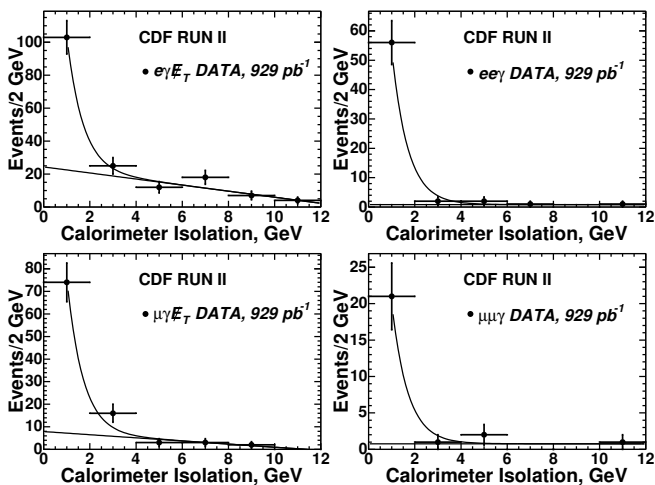 CDF RUN II
• eγE̸_T DATA, 929 pb⁻¹
Events/2 GeV
100
80
60
40
20
0
0 2 4 6 8 10 12
Calorimeter Isolation, GeV
CDF RUN II
• eeγ DATA, 929 pb⁻¹
Events/2 GeV
60
50
40
30
20
10
0
0 2 4 6 8 10 12
Calorimeter Isolation, GeV
CDF RUN II
• μγE̸_T DATA, 929 pb⁻¹
Events/2 GeV
80
70
60
50
40
30
20
10
0
0 2 4 6 8 10 12
Calorimeter Isolation, GeV
CDF RUN II
• μμγ DATA, 929 pb⁻¹
Events/2 GeV
25
20
15
10
5
0
0 2 4 6 8 10 12
Calorimeter Isolation, GeV